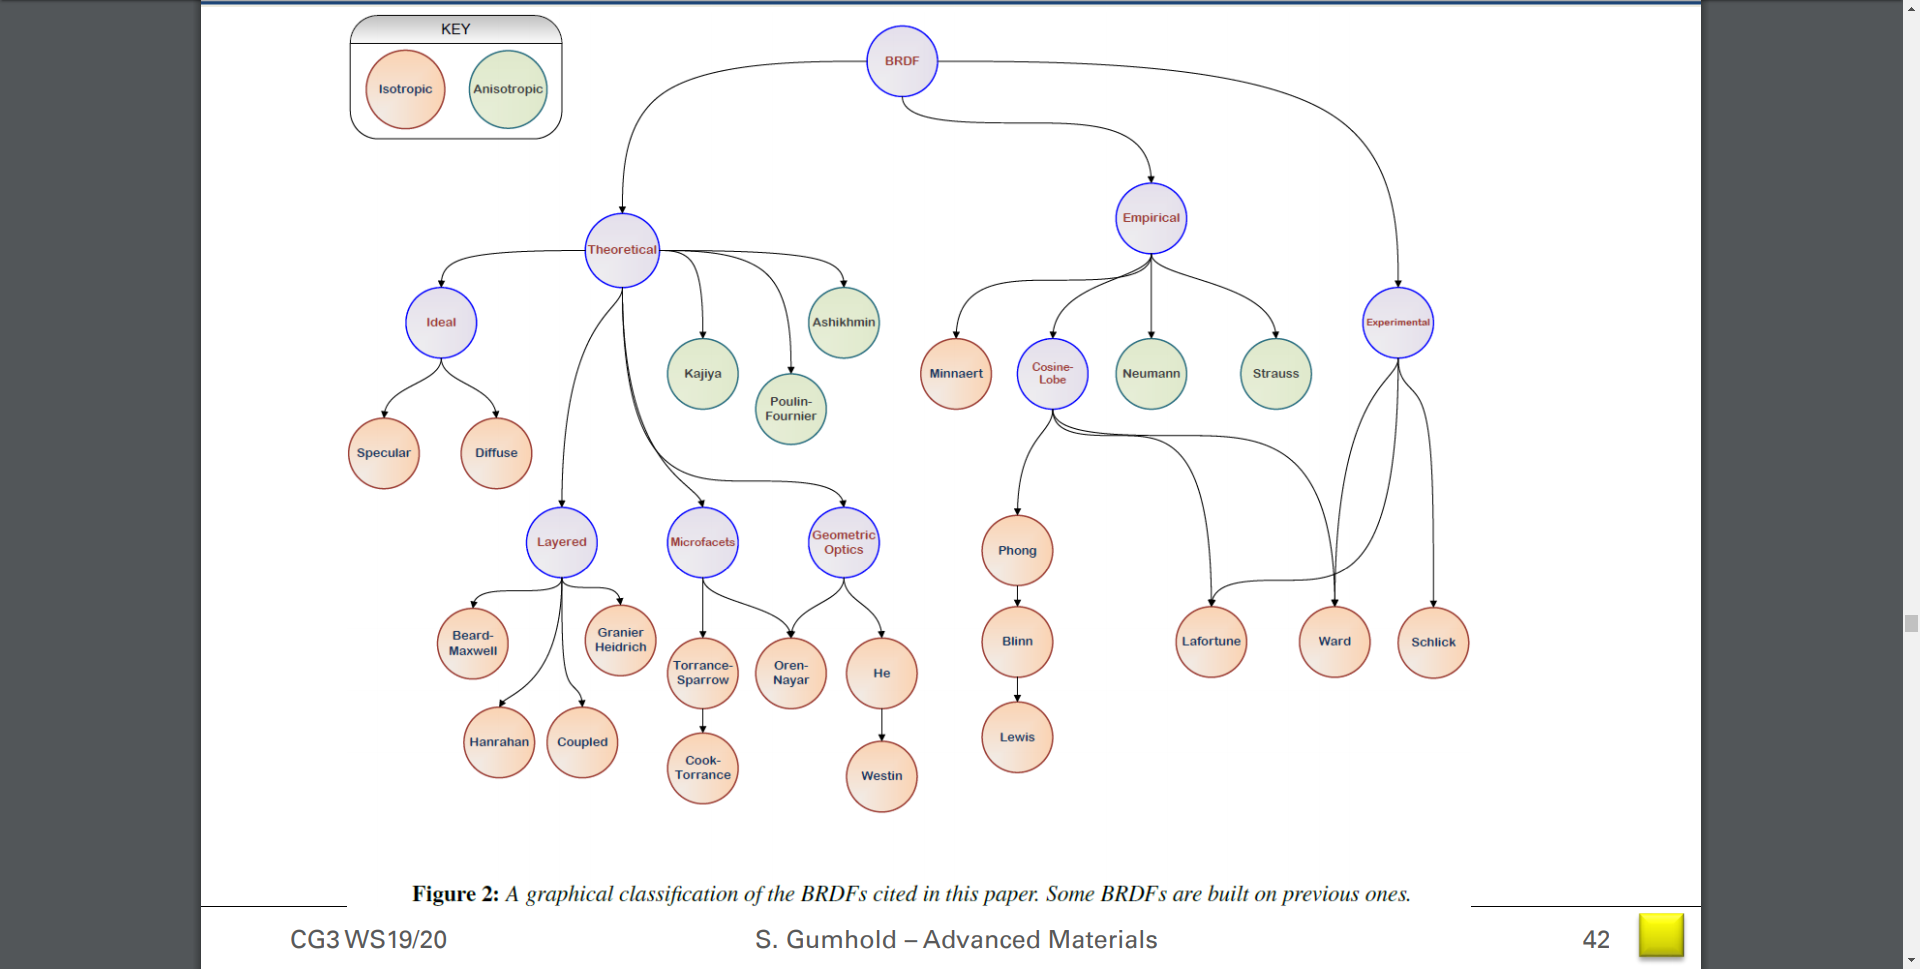 KEY
Isotropic
Anisotropic
BRDF
Theoretical
Empirical
Experimental
Ideal
Kajiya
Poulin-
Fournier
Ashikhmin
Minnaert
Cosine-
Lobe
Neumann
Strauss
Specular
Diffuse
Layered
Microfacets
Geometric
Optics
Phong
Beard-
Maxwell
Granier
Heidrich
Torrance-
Sparrow
Oren-
Nayar
He
Blinn
Lafortune
Ward
Schlick
Hanrahan
Coupled
Cook-
Torrance
Westin
Lewis
Figure 2: A graphical classification of the BRDFs cited in this paper. Some BRDFs are built on previous ones.
CG3 WS19/20
S. Gumhold – Advanced Materials
42